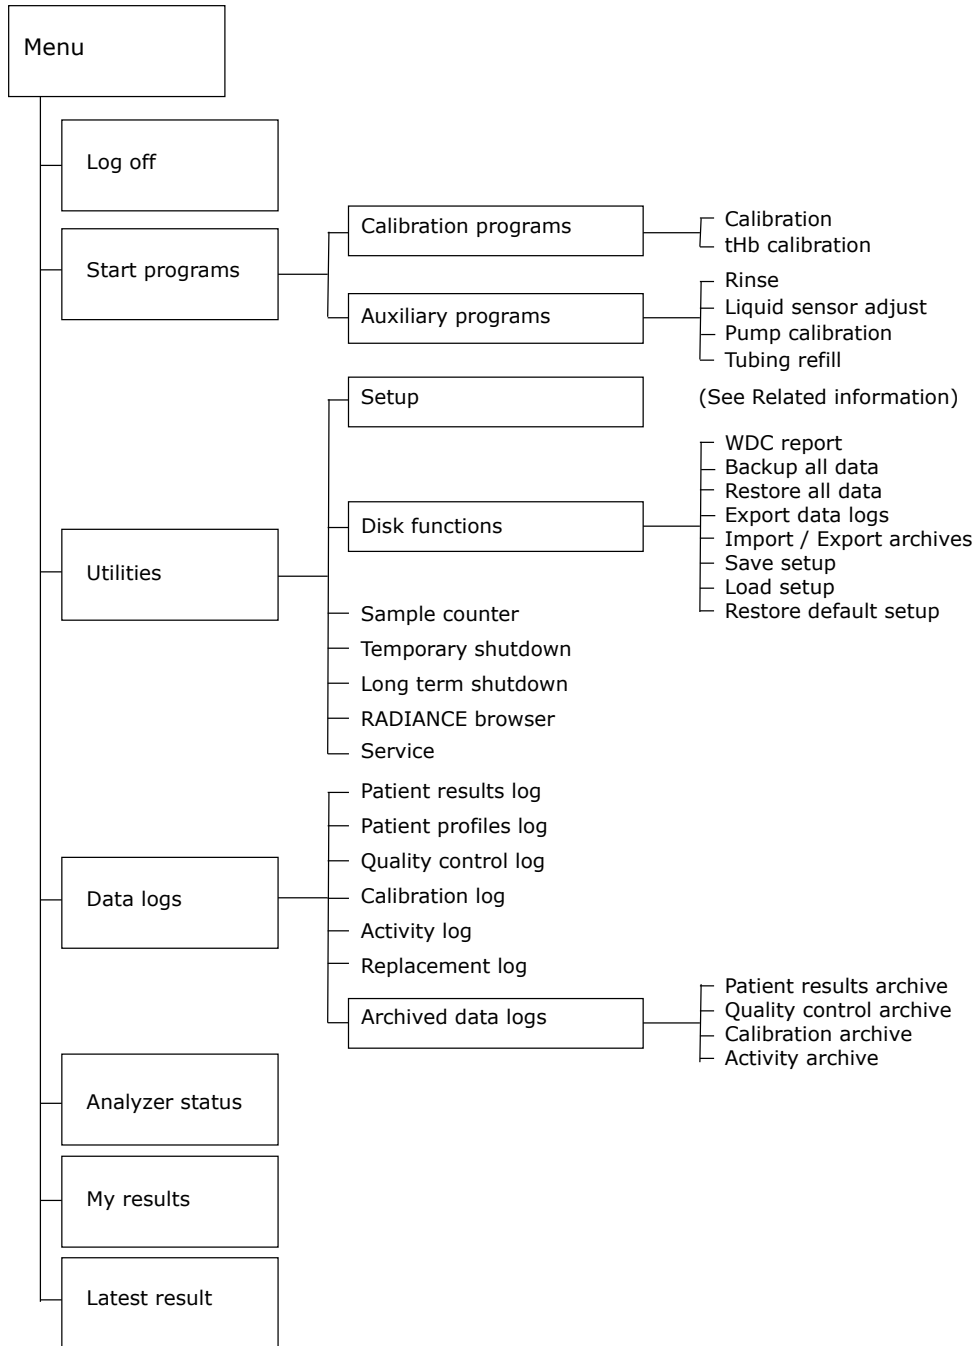 Menu
Log off
Start programs
Calibration programs
Calibration
tHb calibration
Auxiliary programs
Rinse
Liquid sensor adjust
Pump calibration
Tubing refill
Utilities
Setup
(See Related information)
Disk functions
WDC report
Backup all data
Restore all data
Export data logs
Import / Export archives
Save setup
Load setup
Restore default setup
Sample counter
Temporary shutdown
Long term shutdown
RADIANCE browser
Service
Data logs
Patient results log
Patient profiles log
Quality control log
Calibration log
Activity log
Replacement log
Archived data logs
Patient results archive
Quality control archive
Calibration archive
Activity archive
Analyzer status
My results
Latest result